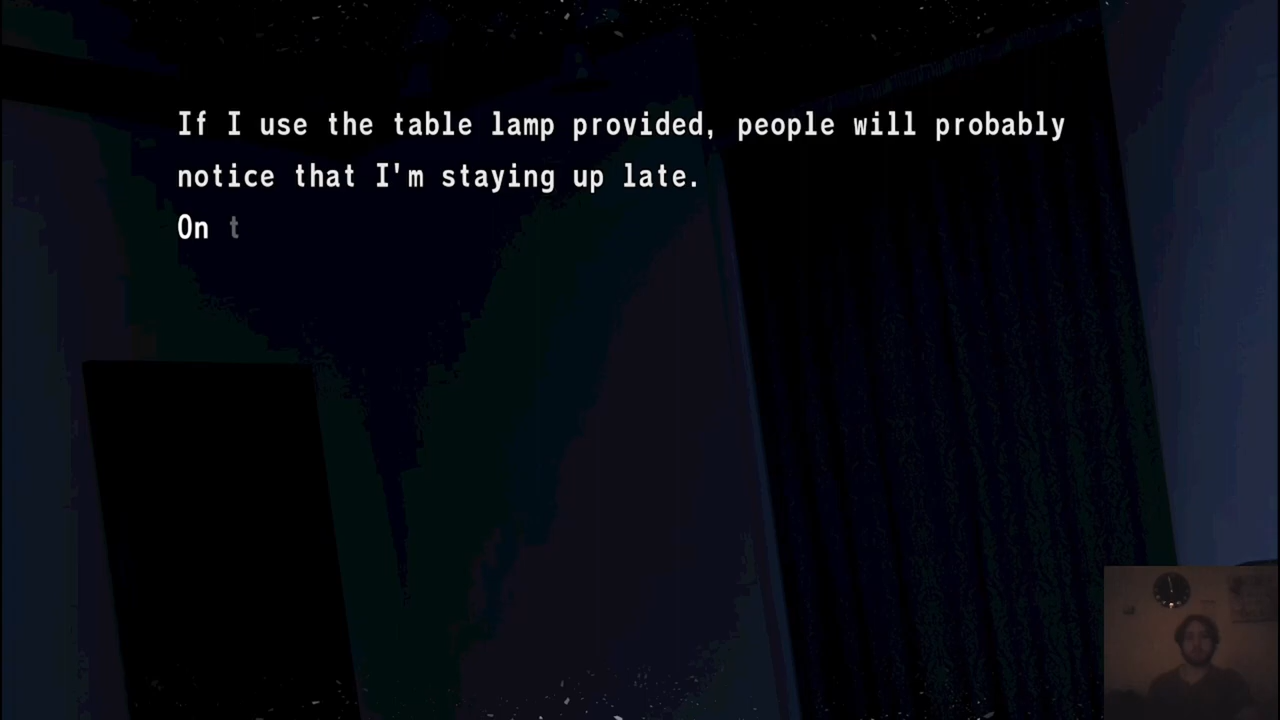 If I use the table lamp provided, people will probably
notice that I'm staying up late.
On t